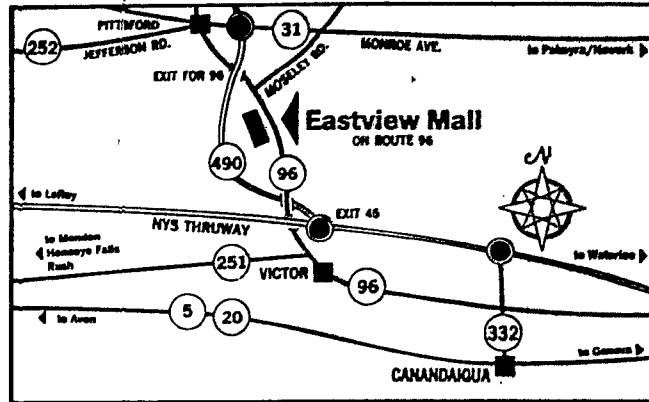 PITTSFORD
31
252
JEFFERSON RD.
MONROE AVE.
to Palmyra/Newark
EXIT FOR 96
MOSELEY RD.
Eastview Mall
ON ROUTE 96
490
96
N
to LeRoy
EXIT 45
NYS THRUWAY
to Mendon
Honeoye Falls
Rush
to Waterloo
251
VICTOR
96
5
20
to Avon
332
to Geneva
CANANDAIQUA